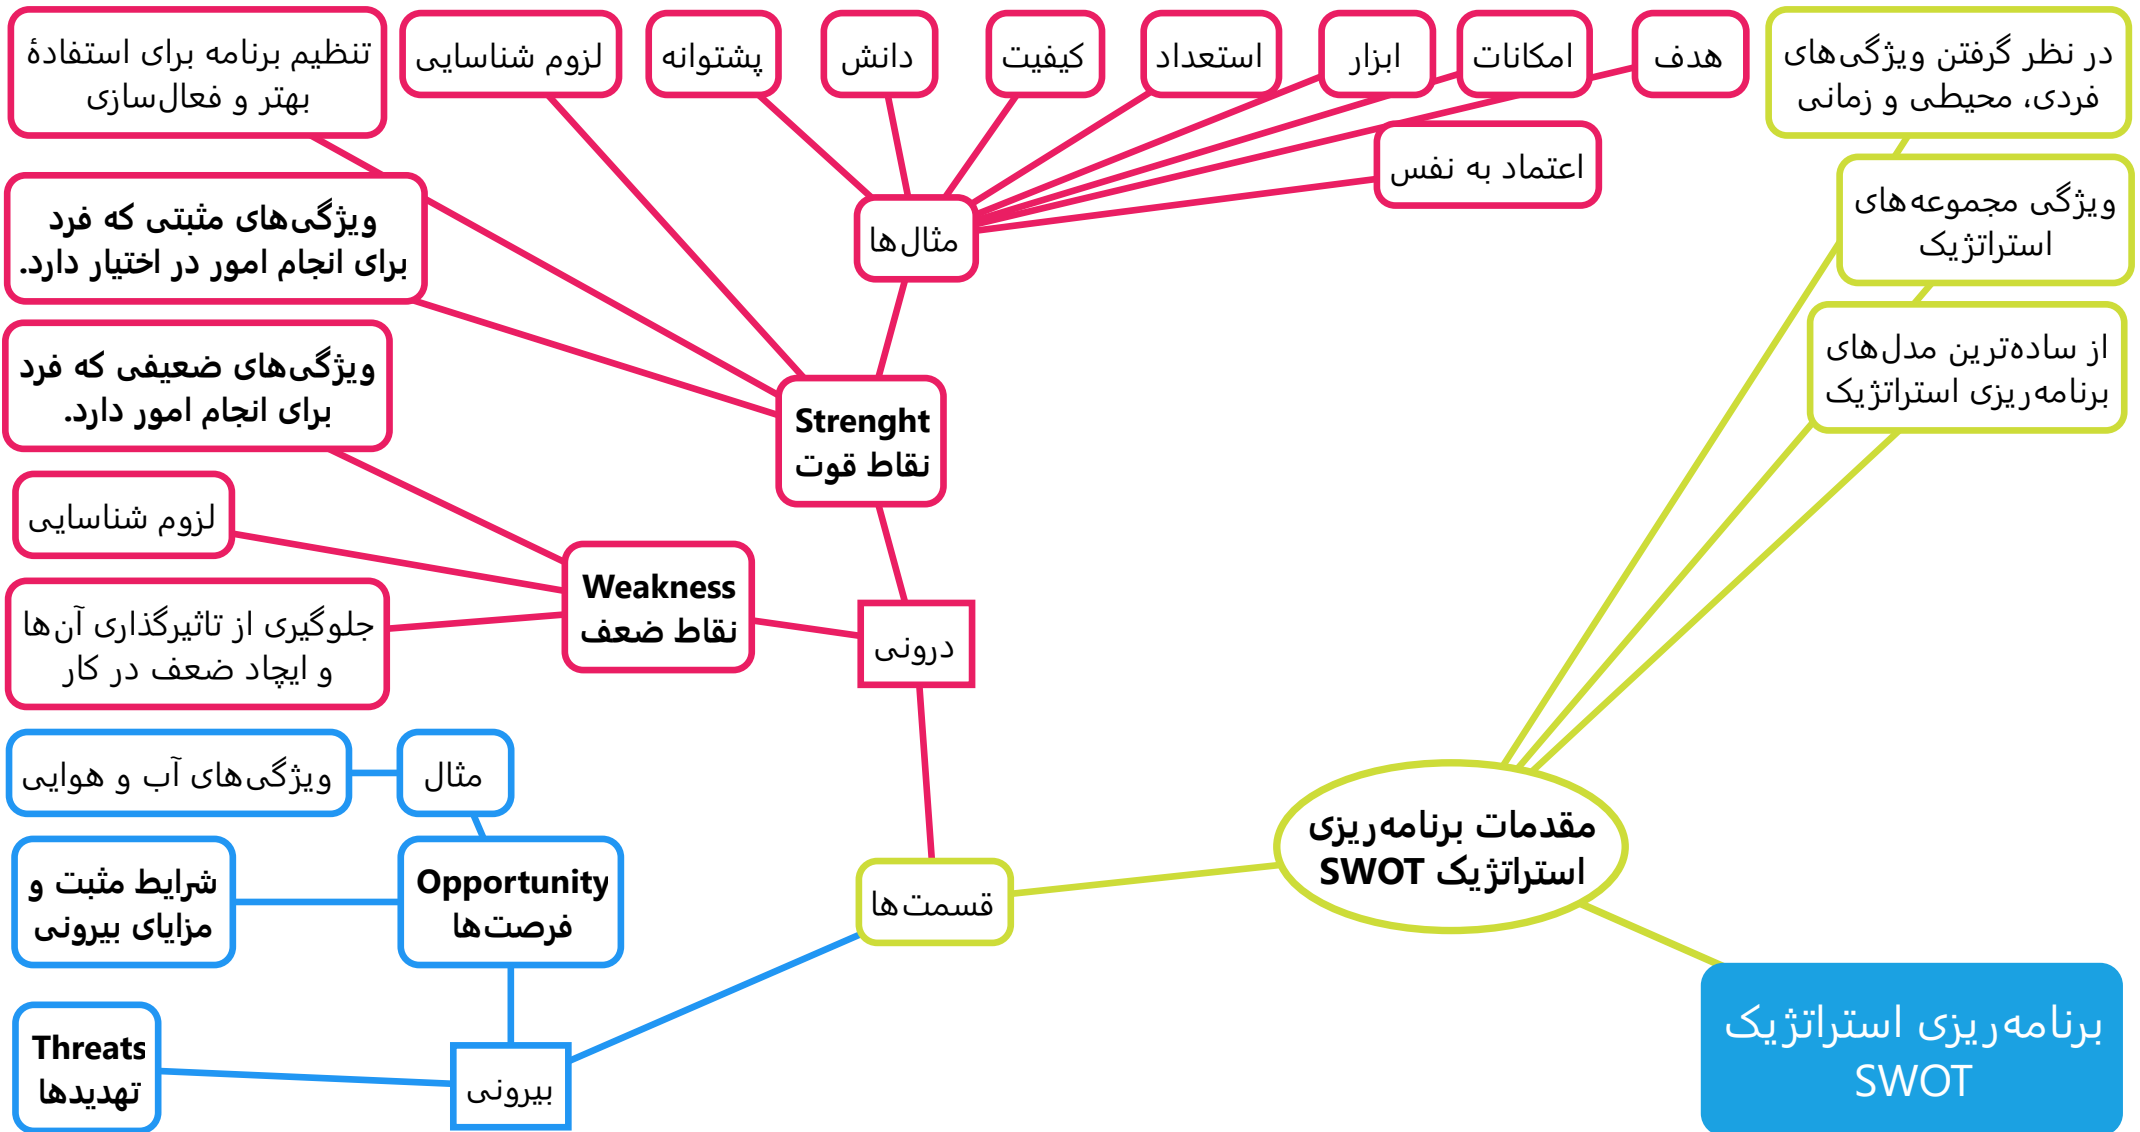 برنامه‌ریزی استراتژیک
SWOT
مقدمات برنامه‌ریزی
استراتژیک SWOT
در نظر گرفتن ویژگی‌های
فردی، محیطی و زمانی
ویژگی مجموعه‌های
استراتژیک
از ساده‌ترین مدل‌های
برنامه‌ریزی استراتژیک
قسمت‌ها
درونی
Strenght
نقاط قوت
مثال‌ها
هدف
امکانات
ابزار
استعداد
کیفیت
دانش
پشتوانه
اعتماد به نفس
لزوم شناسایی
تنظیم برنامه برای استفادهٔ
بهتر و فعال‌سازی
ویژگی‌های مثبتی که فرد
برای انجام امور در اختیار دارد.
Weakness
نقاط ضعف
ویژگی‌های ضعیفی که فرد
برای انجام امور دارد.
لزوم شناسایی
جلوگیری از تاثیرگذاری آن‌ها
و ایجاد ضعف در کار
بیرونی
Opportunity
فرصت‌ها
مثال
ویژگی‌های آب و هوایی
شرایط مثبت و
مزایای بیرونی
Threats
تهدیدها